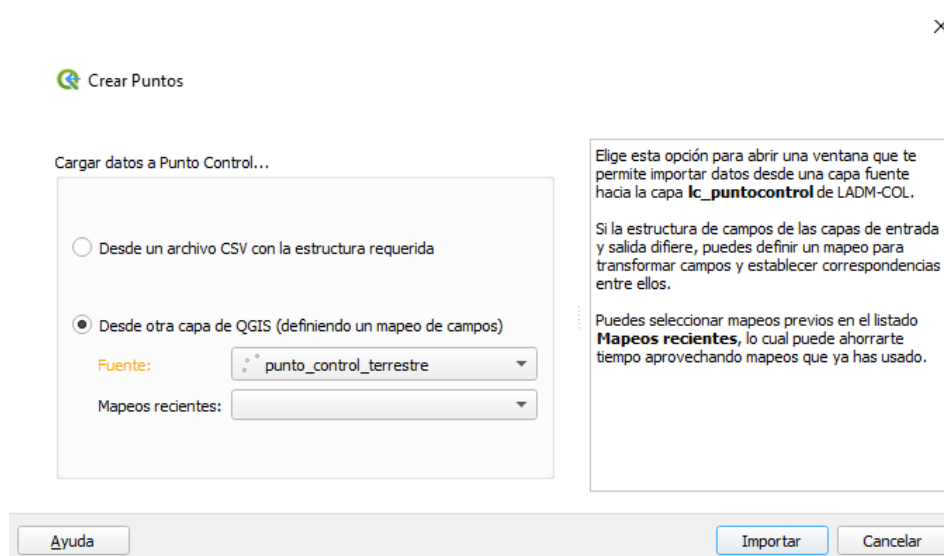 Crear Puntos
Cargar datos a Punto Control...
Desde un archivo CSV con la estructura requerida
Desde otra capa de QGIS (definiendo un mapeo de campos)
Fuente:
punto_control_terrestre
Mapeos recientes:
Elige esta opción para abrir una ventana que te
permite importar datos desde una capa fuente
hacia la capa lc_puntocontrol de LADM-COL.
Si la estructura de campos de las capas de entrada
y salida difiere, puedes definir un mapeo para
transformar campos y establecer correspondencias
entre ellos.
Puedes seleccionar mapeos previos en el listado
Mapeos recientes, lo cual puede ahorrarte
tiempo aprovechando mapeos que ya has usado.
Ayuda
Importar
Cancelar